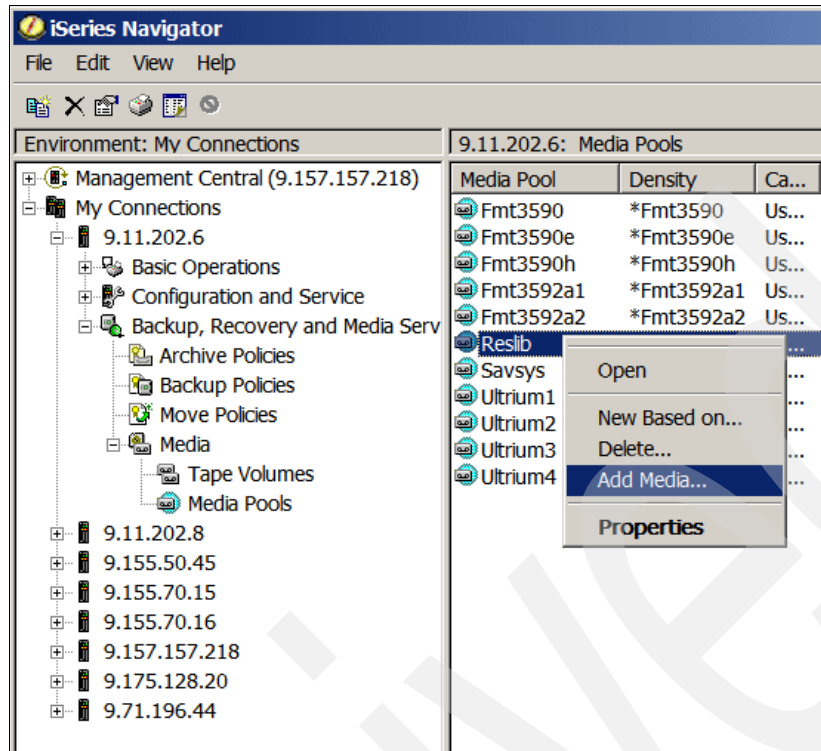 iSeries Navigator
File Edit View Help
Environment: My Connections
9.11.202.6: Media Pools
Management Central (9.157.157.218)
My Connections
9.11.202.6
Basic Operations
Configuration and Service
Backup, Recovery and Media Serv
Archive Policies
Backup Policies
Move Policies
Media
Tape Volumes
Media Pools
9.11.202.8
9.155.50.45
9.155.70.15
9.155.70.16
9.157.157.218
9.175.128.20
9.71.196.44
Media Pool Density Ca...
Fmt3590 *Fmt3590 Us...
Fmt3590e *Fmt3590e Us...
Fmt3590h *Fmt3590h Us...
Fmt3592a1 *Fmt3592a1 Us...
Fmt3592a2 *Fmt3592a2 Us...
Reslib ...
Savsys ...
Ultrium1 ...
Ultrium2 ...
Ultrium3 ...
Ultrium4 ...
Open
New Based on...
Delete...
Add Media...
Properties